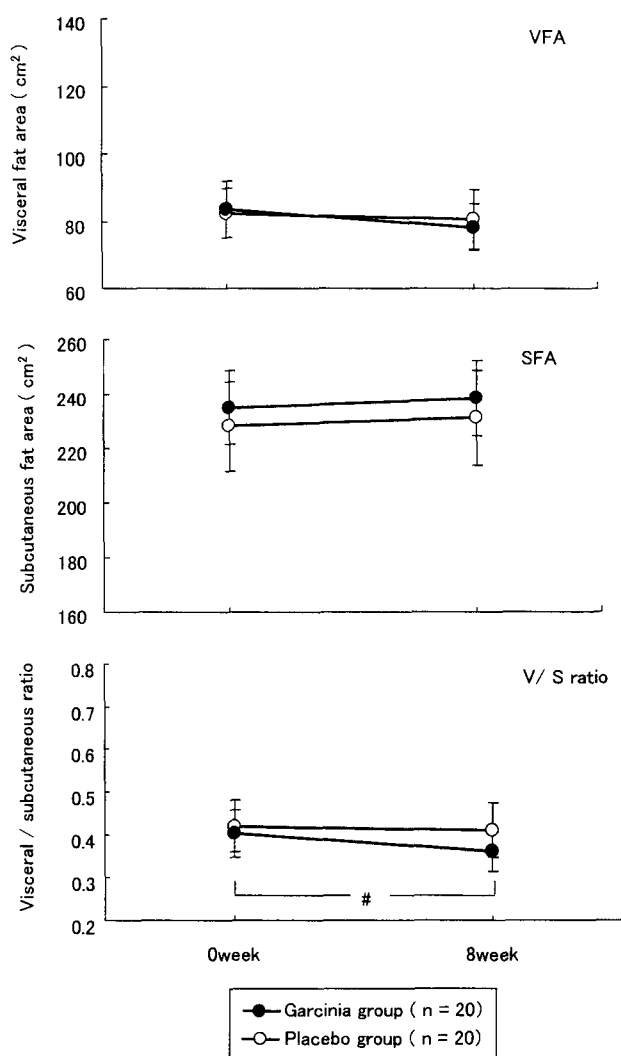 VFA
Visceral fat area ( cm²)
140
120
100
80
60
SFA
Subcutaneous fat area ( cm²)
260
240
220
200
180
160
V/ S ratio
Visceral / subcutaneous ratio
0.8
0.7
0.6
0.5
0.4
0.3
0.2
#
0week 8week
Garcinia group ( n = 20)
Placebo group ( n = 20)